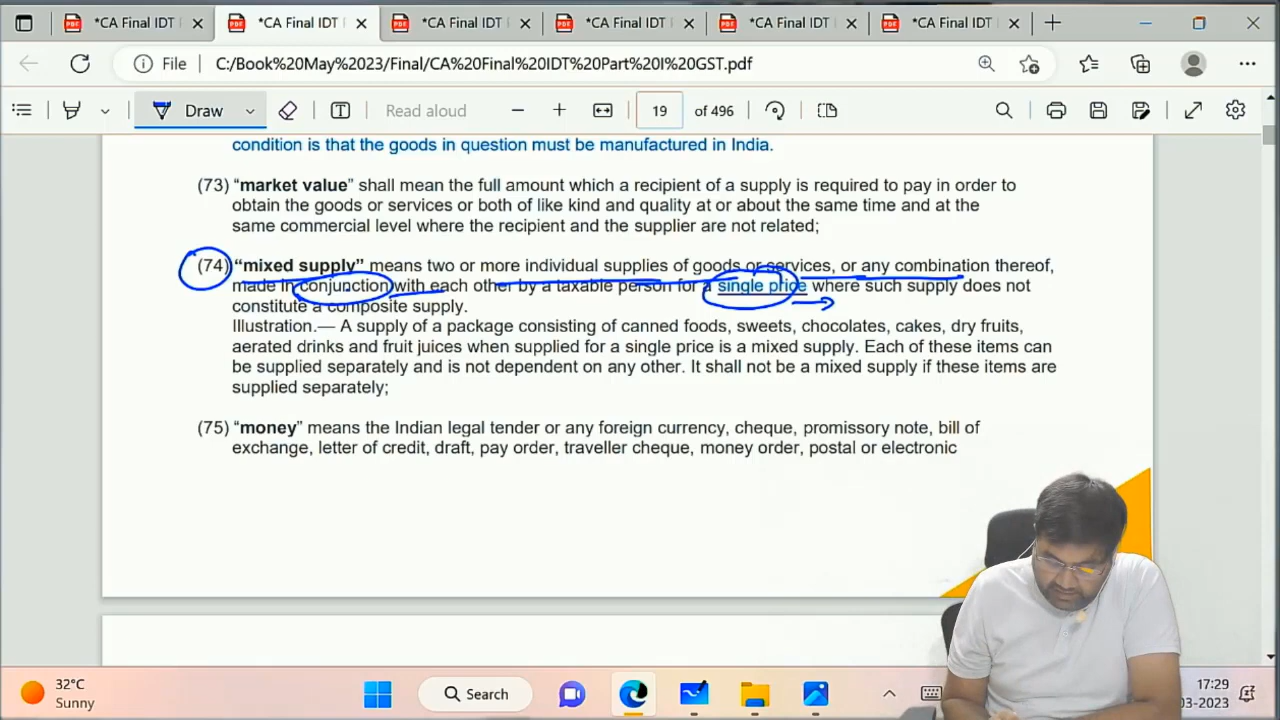 *CA Final IDT
*CA Final IDT
*CA Final IDT
*CA Final IDT
*CA Final IDT
*CA Final IDT
File C:/Book%20May%202023/Final/CA%20Final%20IDT%20Part%20I%20GST.pdf
Draw
Read aloud
19 of 496
condition is that the goods in question must be manufactured in India.
(73) “market value” shall mean the full amount which a recipient of a supply is required to pay in order to
obtain the goods or services or both of like kind and quality at or about the same time and at the
same commercial level where the recipient and the supplier are not related;
(74) “mixed supply” means two or more individual supplies of goods or services, or any combination thereof,
made in conjunction with each other by a taxable person for a single price where such supply does not
constitute a composite supply.
Illustration.— A supply of a package consisting of canned foods, sweets, chocolates, cakes, dry fruits,
aerated drinks and fruit juices when supplied for a single price is a mixed supply. Each of these items can
be supplied separately and is not dependent on any other. It shall not be a mixed supply if these items are
supplied separately;
(75) “money” means the Indian legal tender or any foreign currency, cheque, promissory note, bill of
exchange, letter of credit, draft, pay order, traveller cheque, money order, postal or electronic
32°C
Sunny
Search
17:29
03-2023